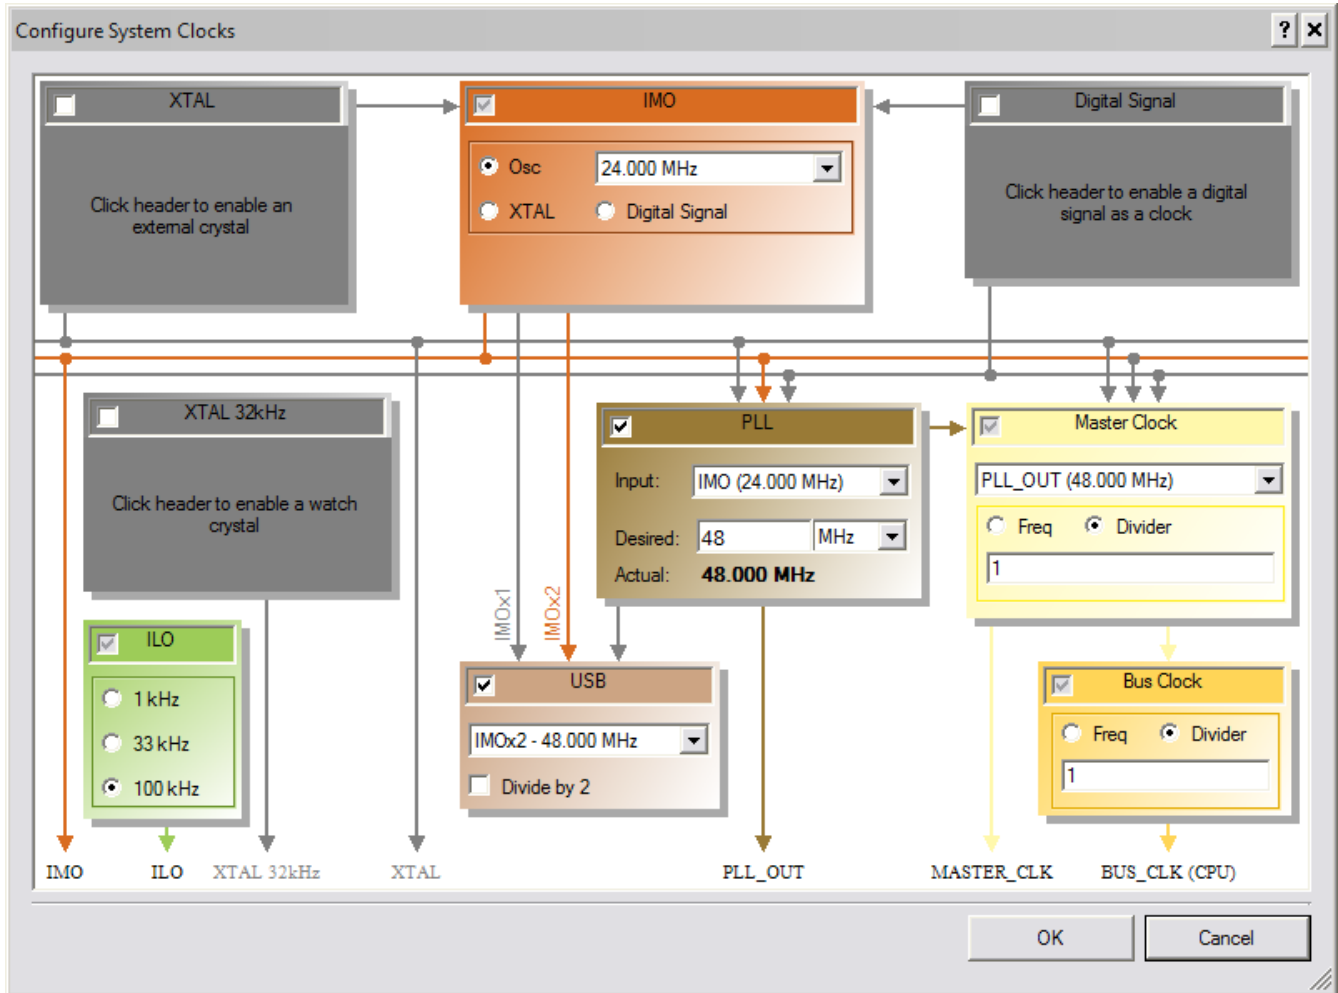 Configure System Clocks
?
XTAL
Click header to enable an
external crystal
IMO
Osc
24.000 MHz
XTAL
Digital Signal
Digital Signal
Click header to enable a digital
signal as a clock
XTAL 32kHz
Click header to enable a watch
crystal
PLL
Input:
IMO (24.000 MHz)
Desired:
48
MHz
Actual:
48.000 MHz
Master Clock
PLL_OUT (48.000 MHz)
Freq
Divider
1
IMOx1
IMOx2
ILO
1 kHz
33 kHz
100 kHz
USB
IMOx2 - 48.000 MHz
Divide by 2
Bus Clock
Freq
Divider
1
IMO
ILO
XTAL 32kHz
XTAL
PLL_OUT
MASTER_CLK
BUS_CLK (CPU)
OK
Cancel